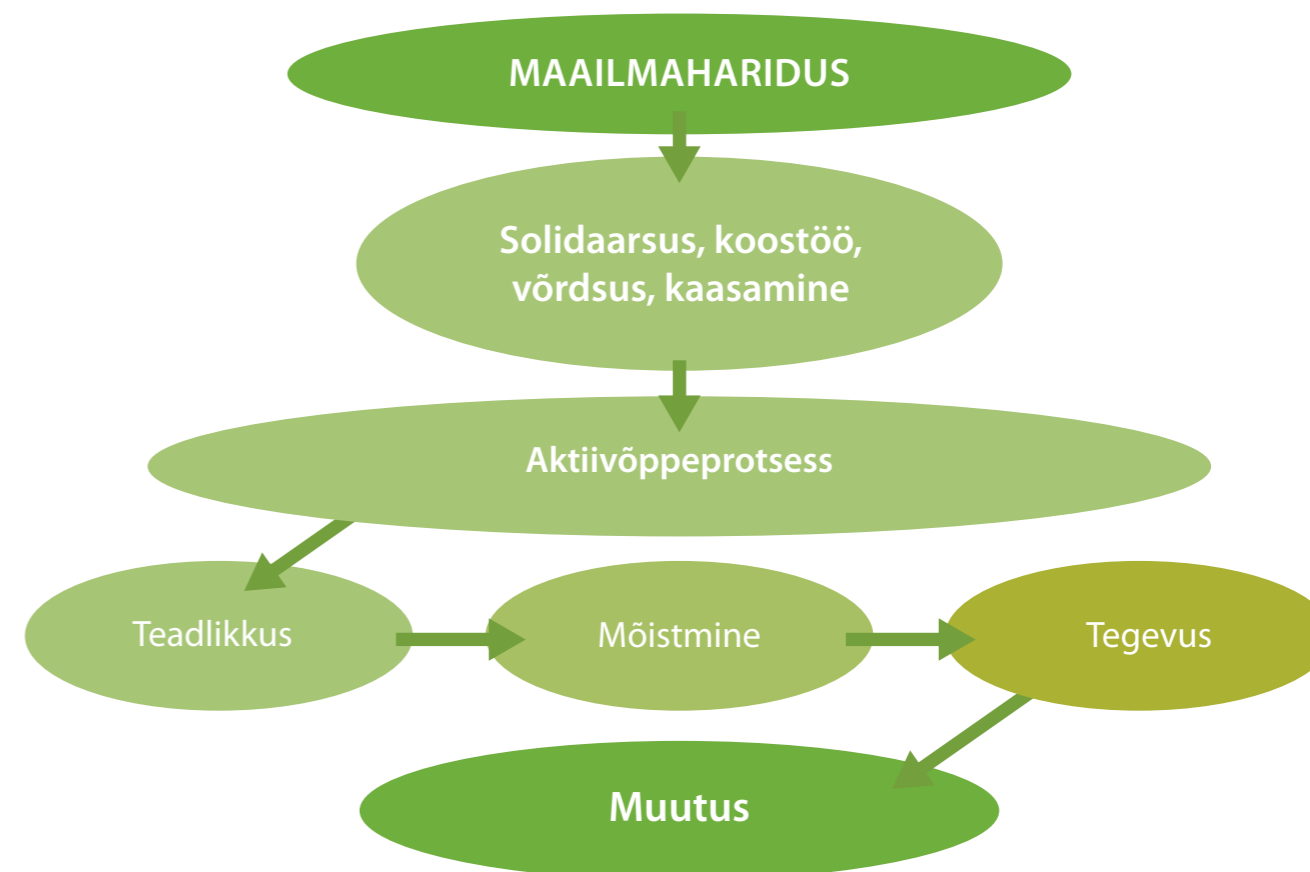 MAAILMAHARIDUS
Solidaarsus, koostöö,
võrdsus, kaasamine
Aktiivõppeprotsess
Teadlikkus
Mõistmine
Tegevus
Muutus